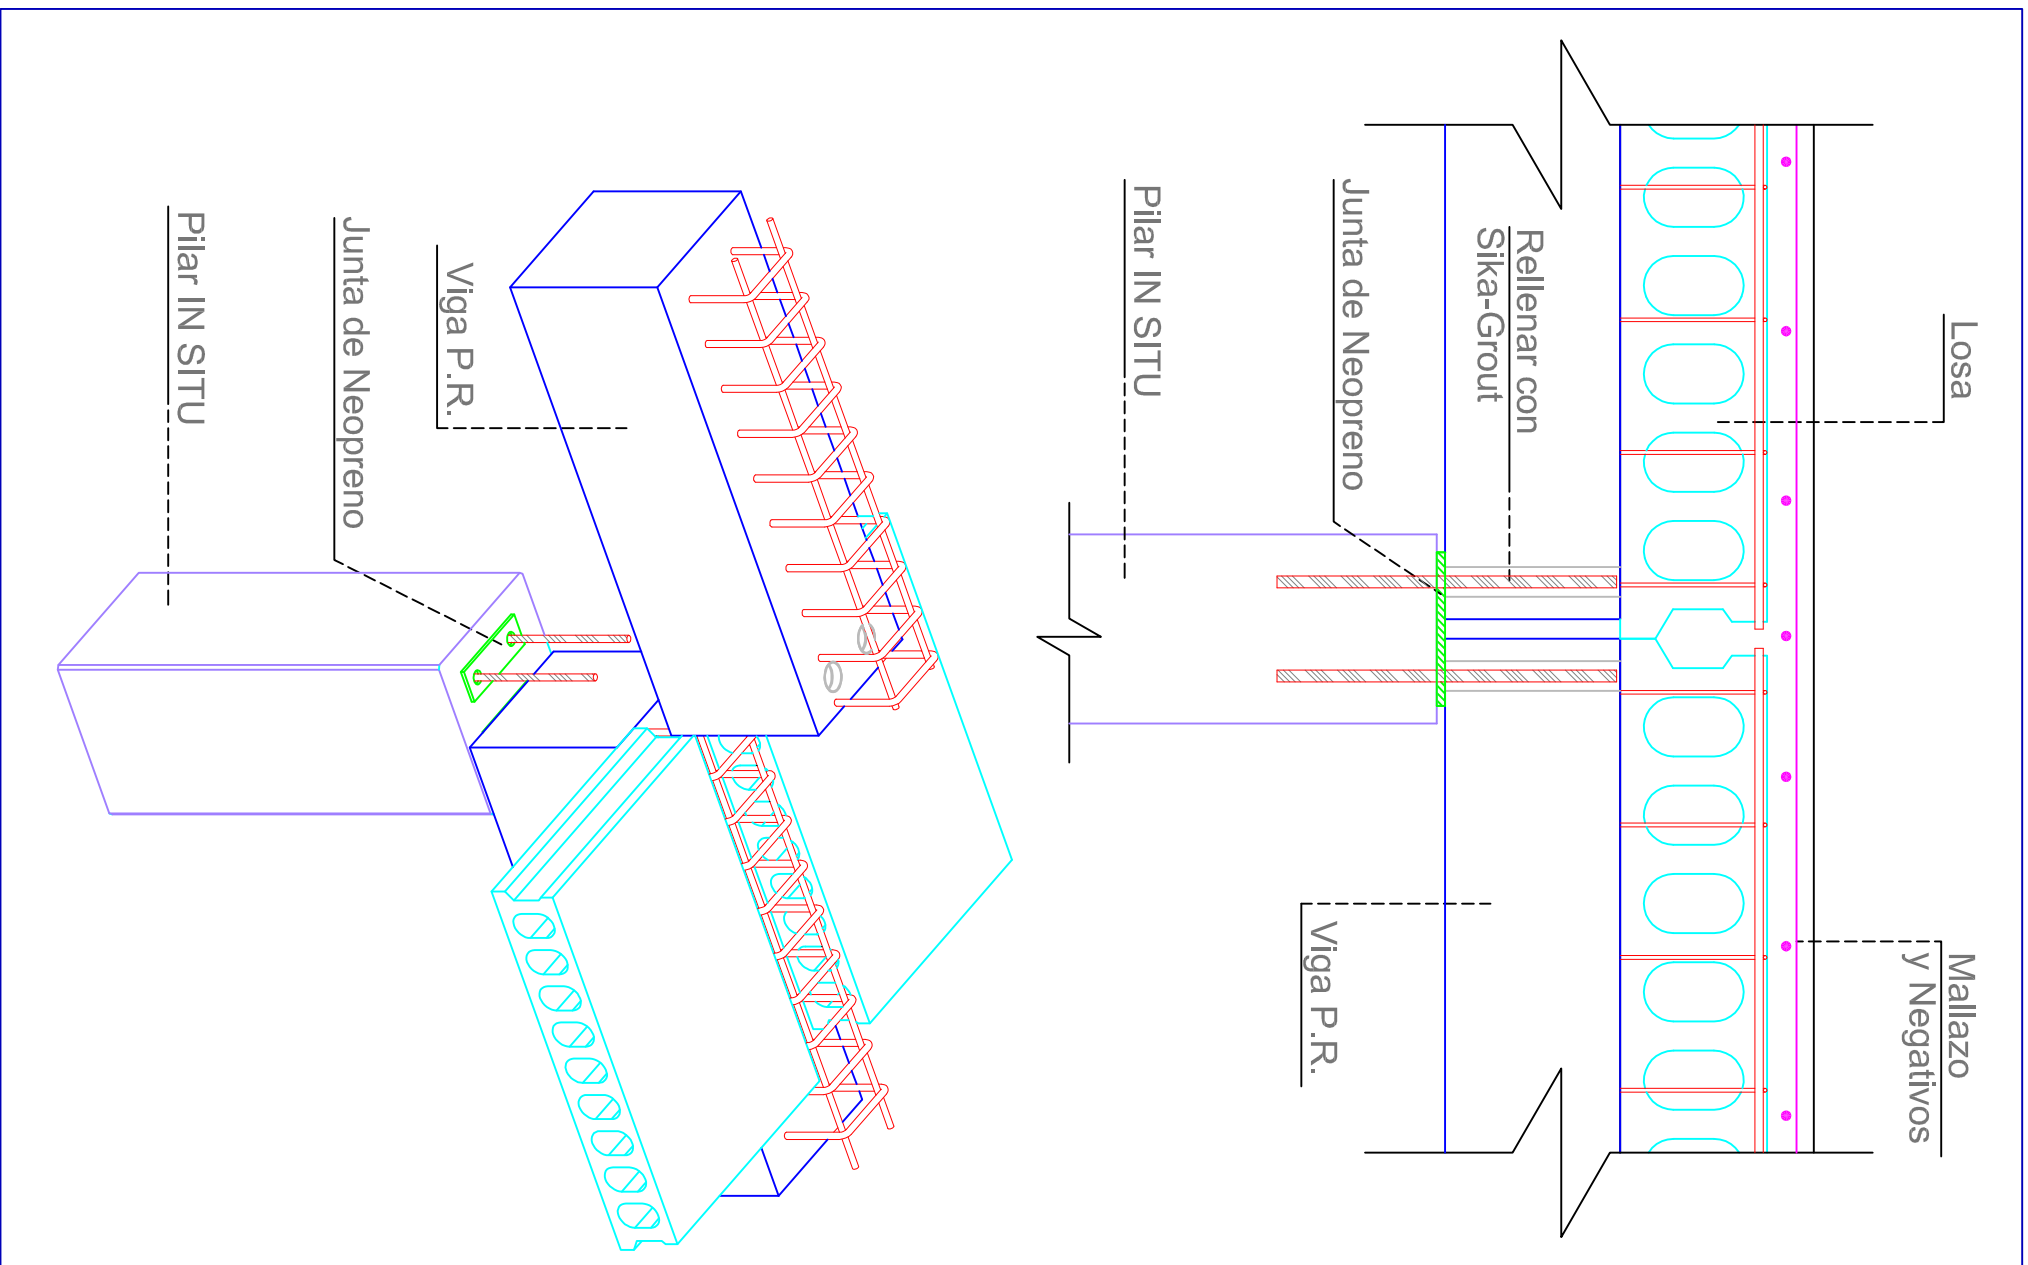 Losa
Mallazo
y Negativos
Rellenar con
Sika-Grout
Junta de Neopreno
Viga P.R.
Pilar IN SITU
Viga P.R.
Junta de Neopreno
Pilar IN SITU